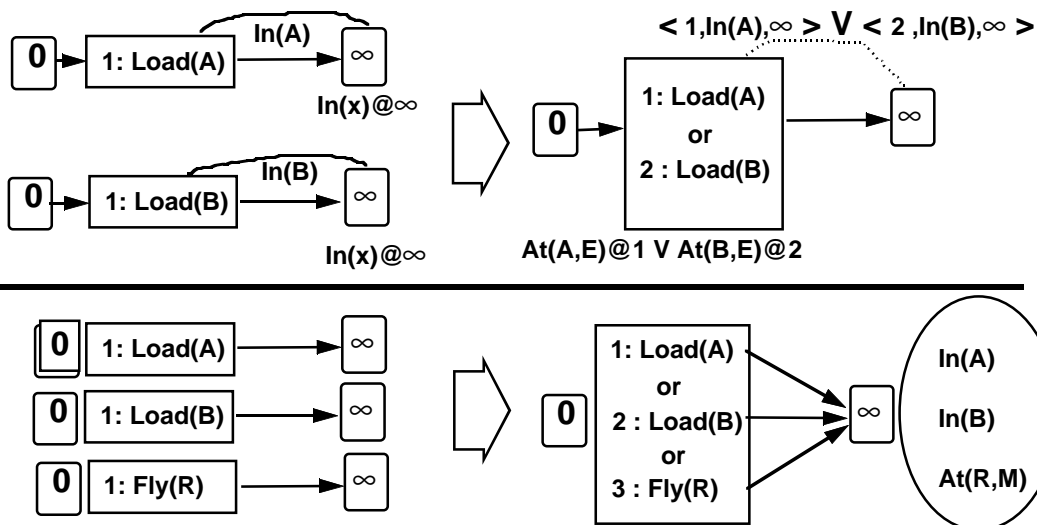 In(A)
0
1: Load(A)
∞
In(x)@∞
In(B)
0
1: Load(B)
∞
In(x)@∞
< 1,In(A),∞ > V < 2 ,In(B),∞ >
0
1: Load(A)
or
2 : Load(B)
∞
At(A,E)@1 V At(B,E)@2
0
1: Load(A)
∞
0
1: Load(B)
∞
0
1: Fly(R)
∞
0
1: Load(A)
or
2 : Load(B)
or
3 : Fly(R)
∞
In(A)
In(B)
At(R,M)